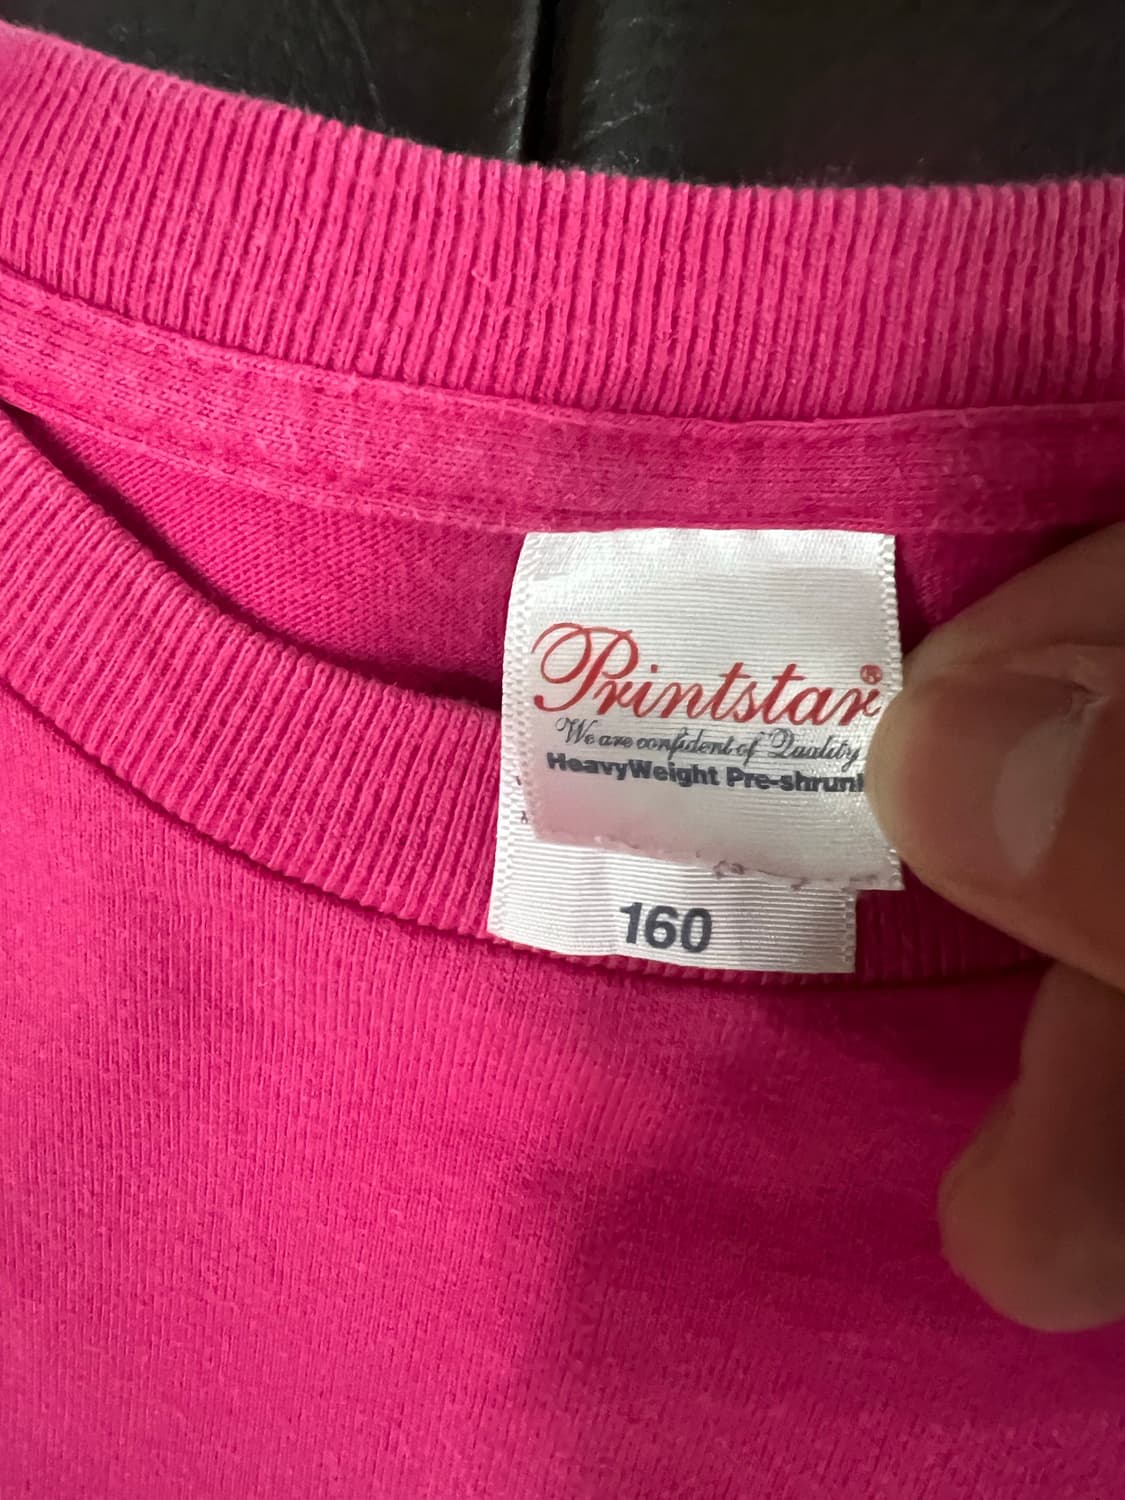 Printstar®
We are confident of Quality
HeavyWeight Pre-shrunk
160